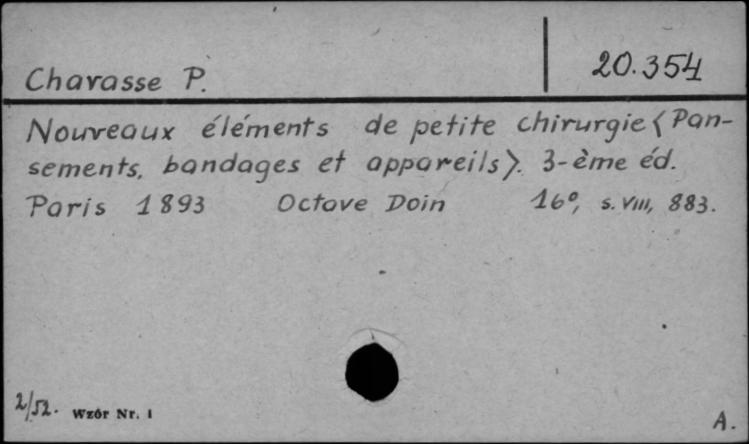 Chavasse P.
20.354
Nouveaux éléments de petite chirurgie <Pan-
sements, bandages et appareils>. 3-ème éd.
Paris 1893 Octave Doin 16°, s. VIII, 883.
2/52. Wzór Nr. 1
A.